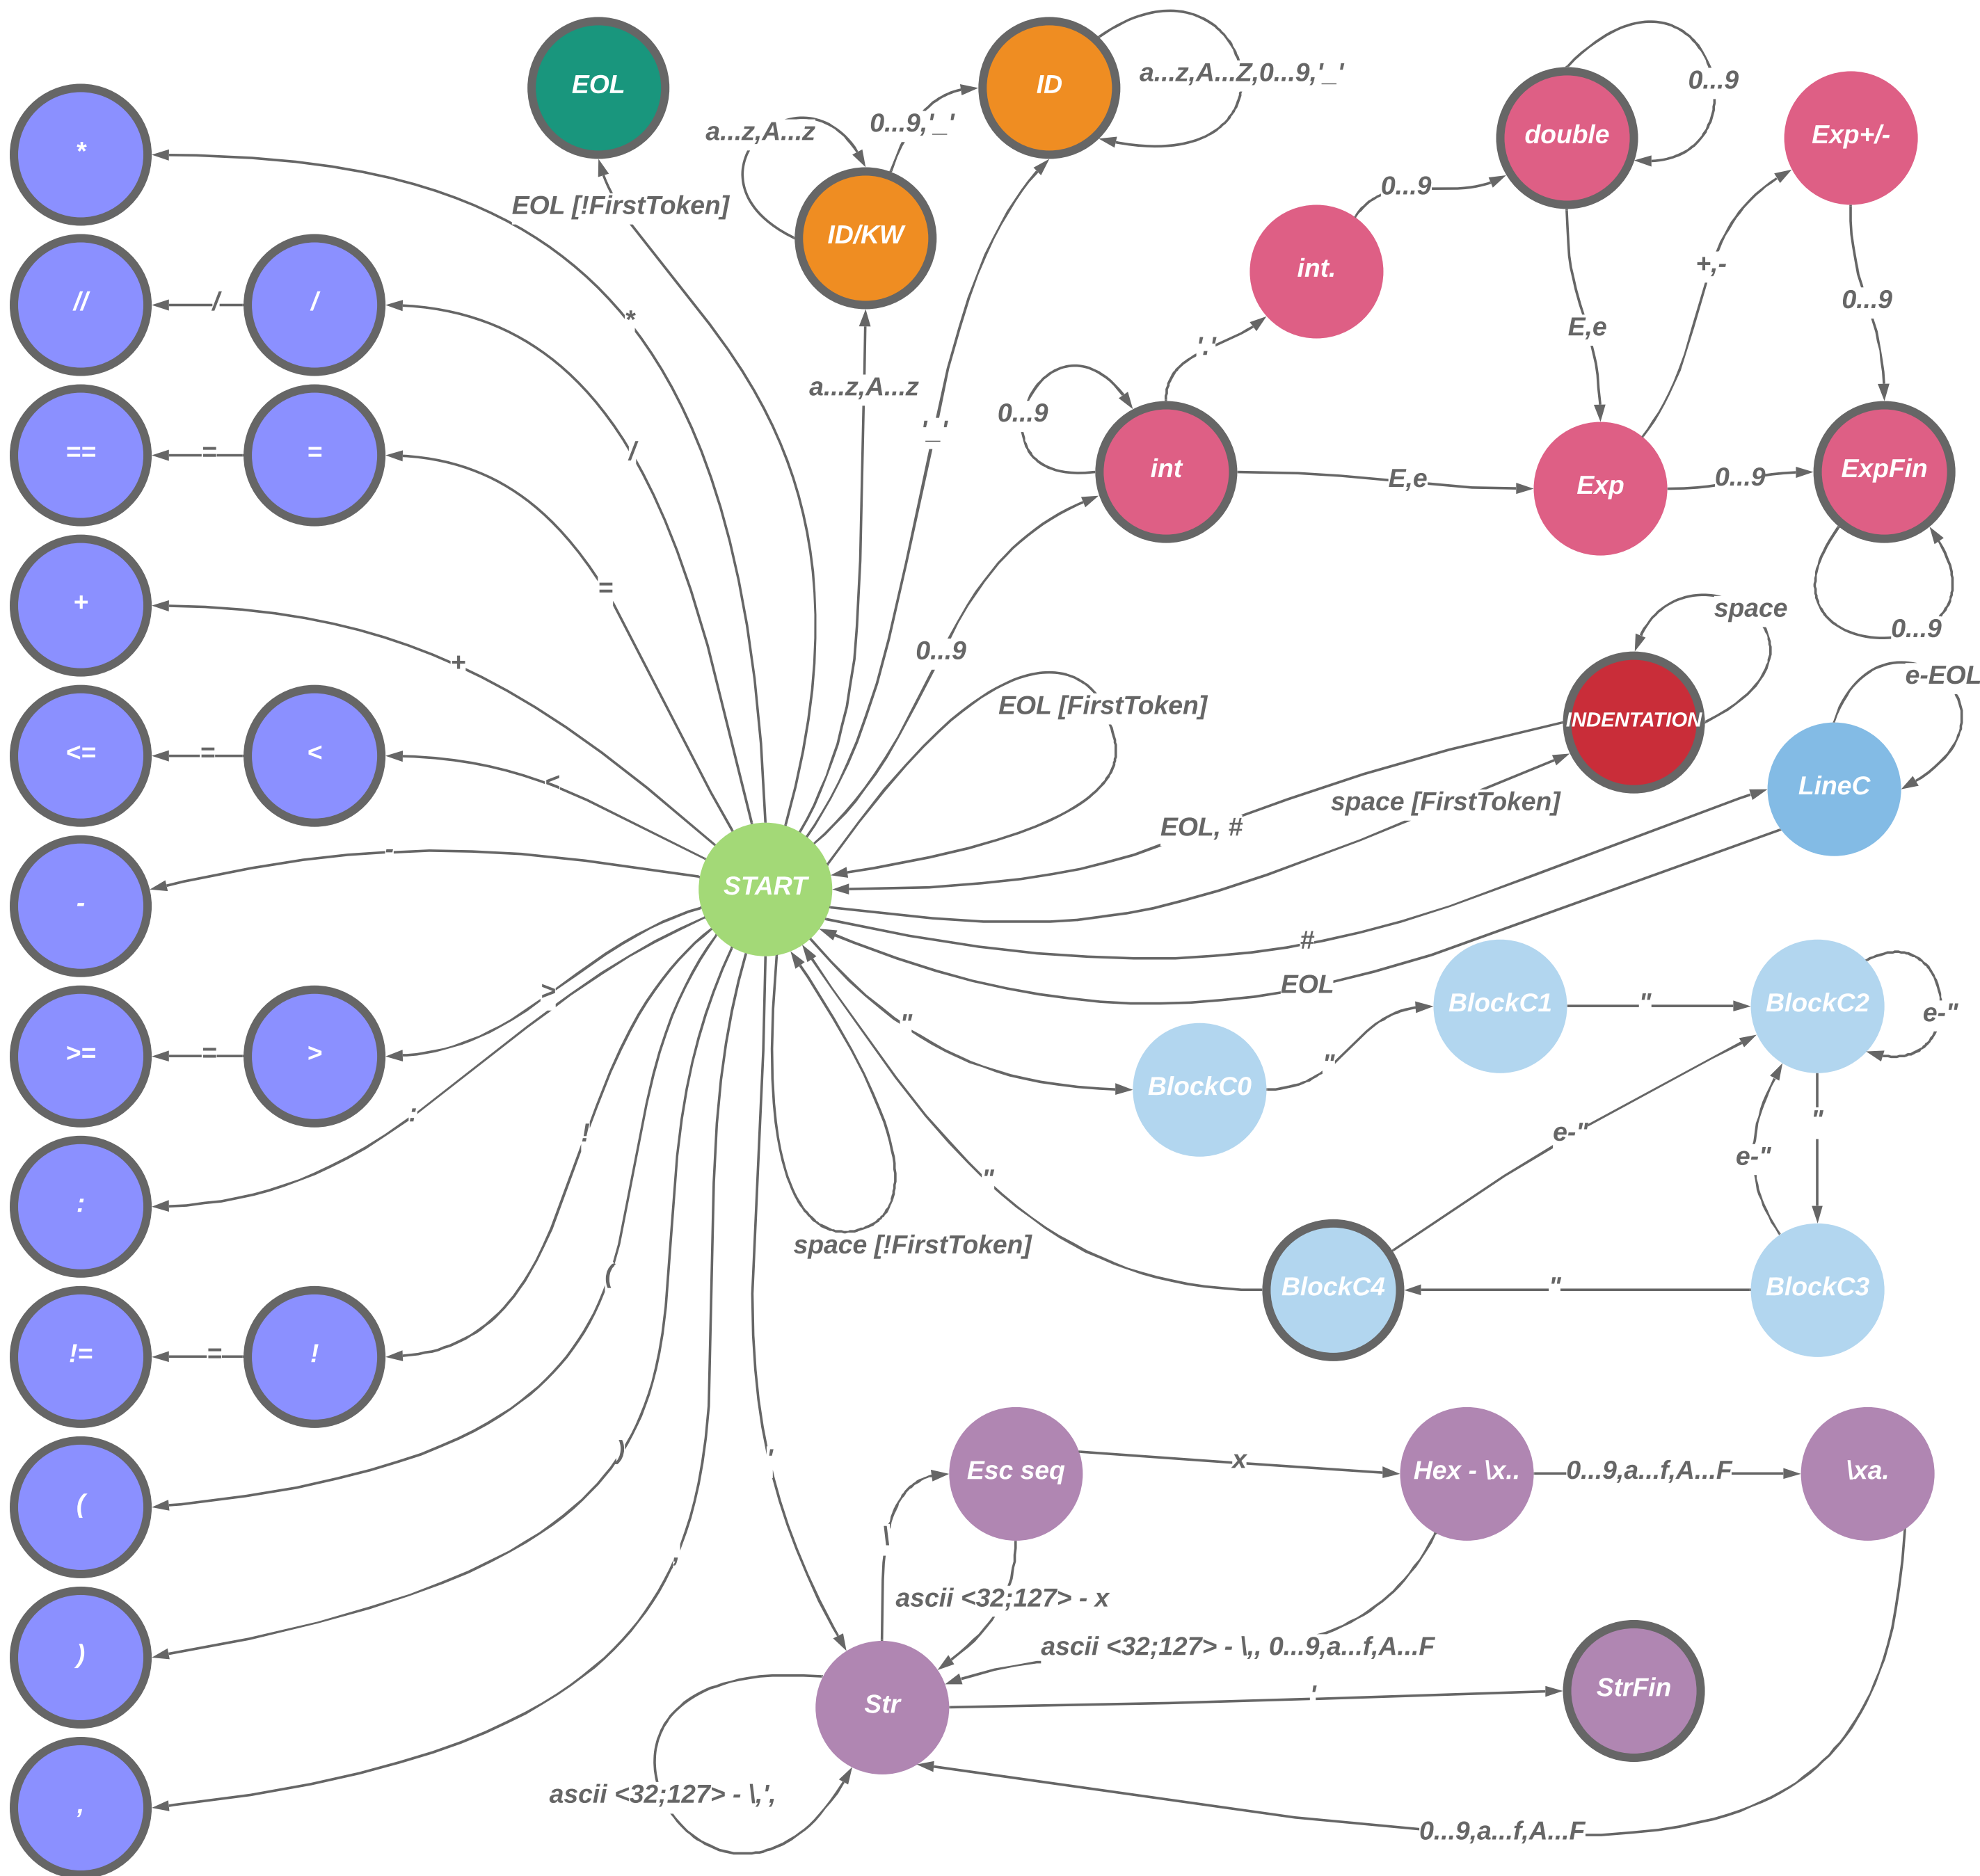 EOL
ID
a...z,A...Z,0...9,'_'
double
0...9
Exp+/-
*
a...z,A...z
0...9,'_'
EOL [!FirstToken]
ID/KW
0...9
int.
+,-
//
/
/
*
0...9
E,e
'.'
a...z,A...z
0...9
'_'
==
=
=
/
int
E,e
Exp
0...9
ExpFin
+
=
space
0...9
+
0...9
EOL [FirstToken]
INDENTATION
e-EOL
<=
=
<
<
space [FirstToken]
LineC
EOL, #
-
-
START
#
>
EOL
BlockC1
"
BlockC2
e-"
"
>=
=
>
"
BlockC0
:
!
"
e-"
e-"
:
"
space [!FirstToken]
(
BlockC4
"
BlockC3
!=
=
!
)
'
Esc seq
x
Hex - \x..
0...9,a...f,A...F
\xa.
(
\
,
ascii <32;127> - x
ascii <32;127> - \,, 0...9,a...f,A...F
)
Str
'
StrFin
ascii <32;127> - \,',
,
0...9,a...f,A...F